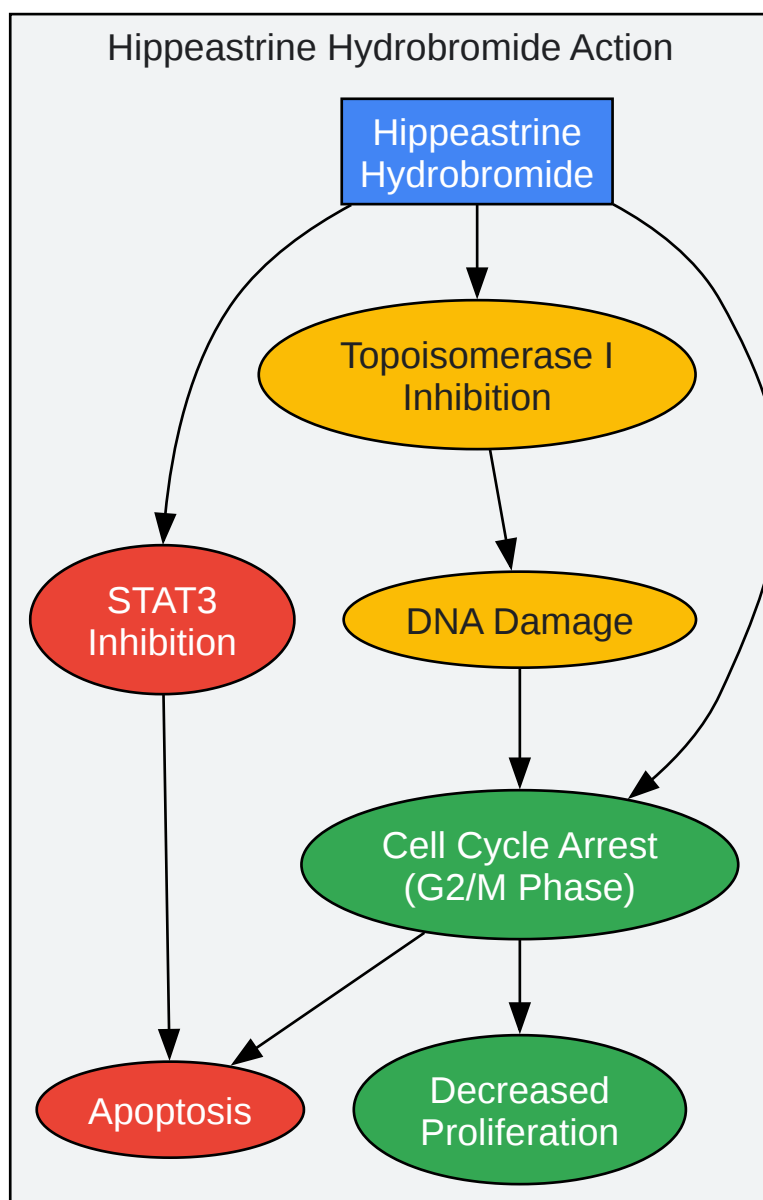 Hippeastrine Hydrobromide Action
Hippeastrine
Hydrobromide
Topoisomerase I
Inhibition
STAT3
Inhibition
DNA Damage
Cell Cycle Arrest
(G2/M Phase)
Apoptosis
Decreased
Proliferation